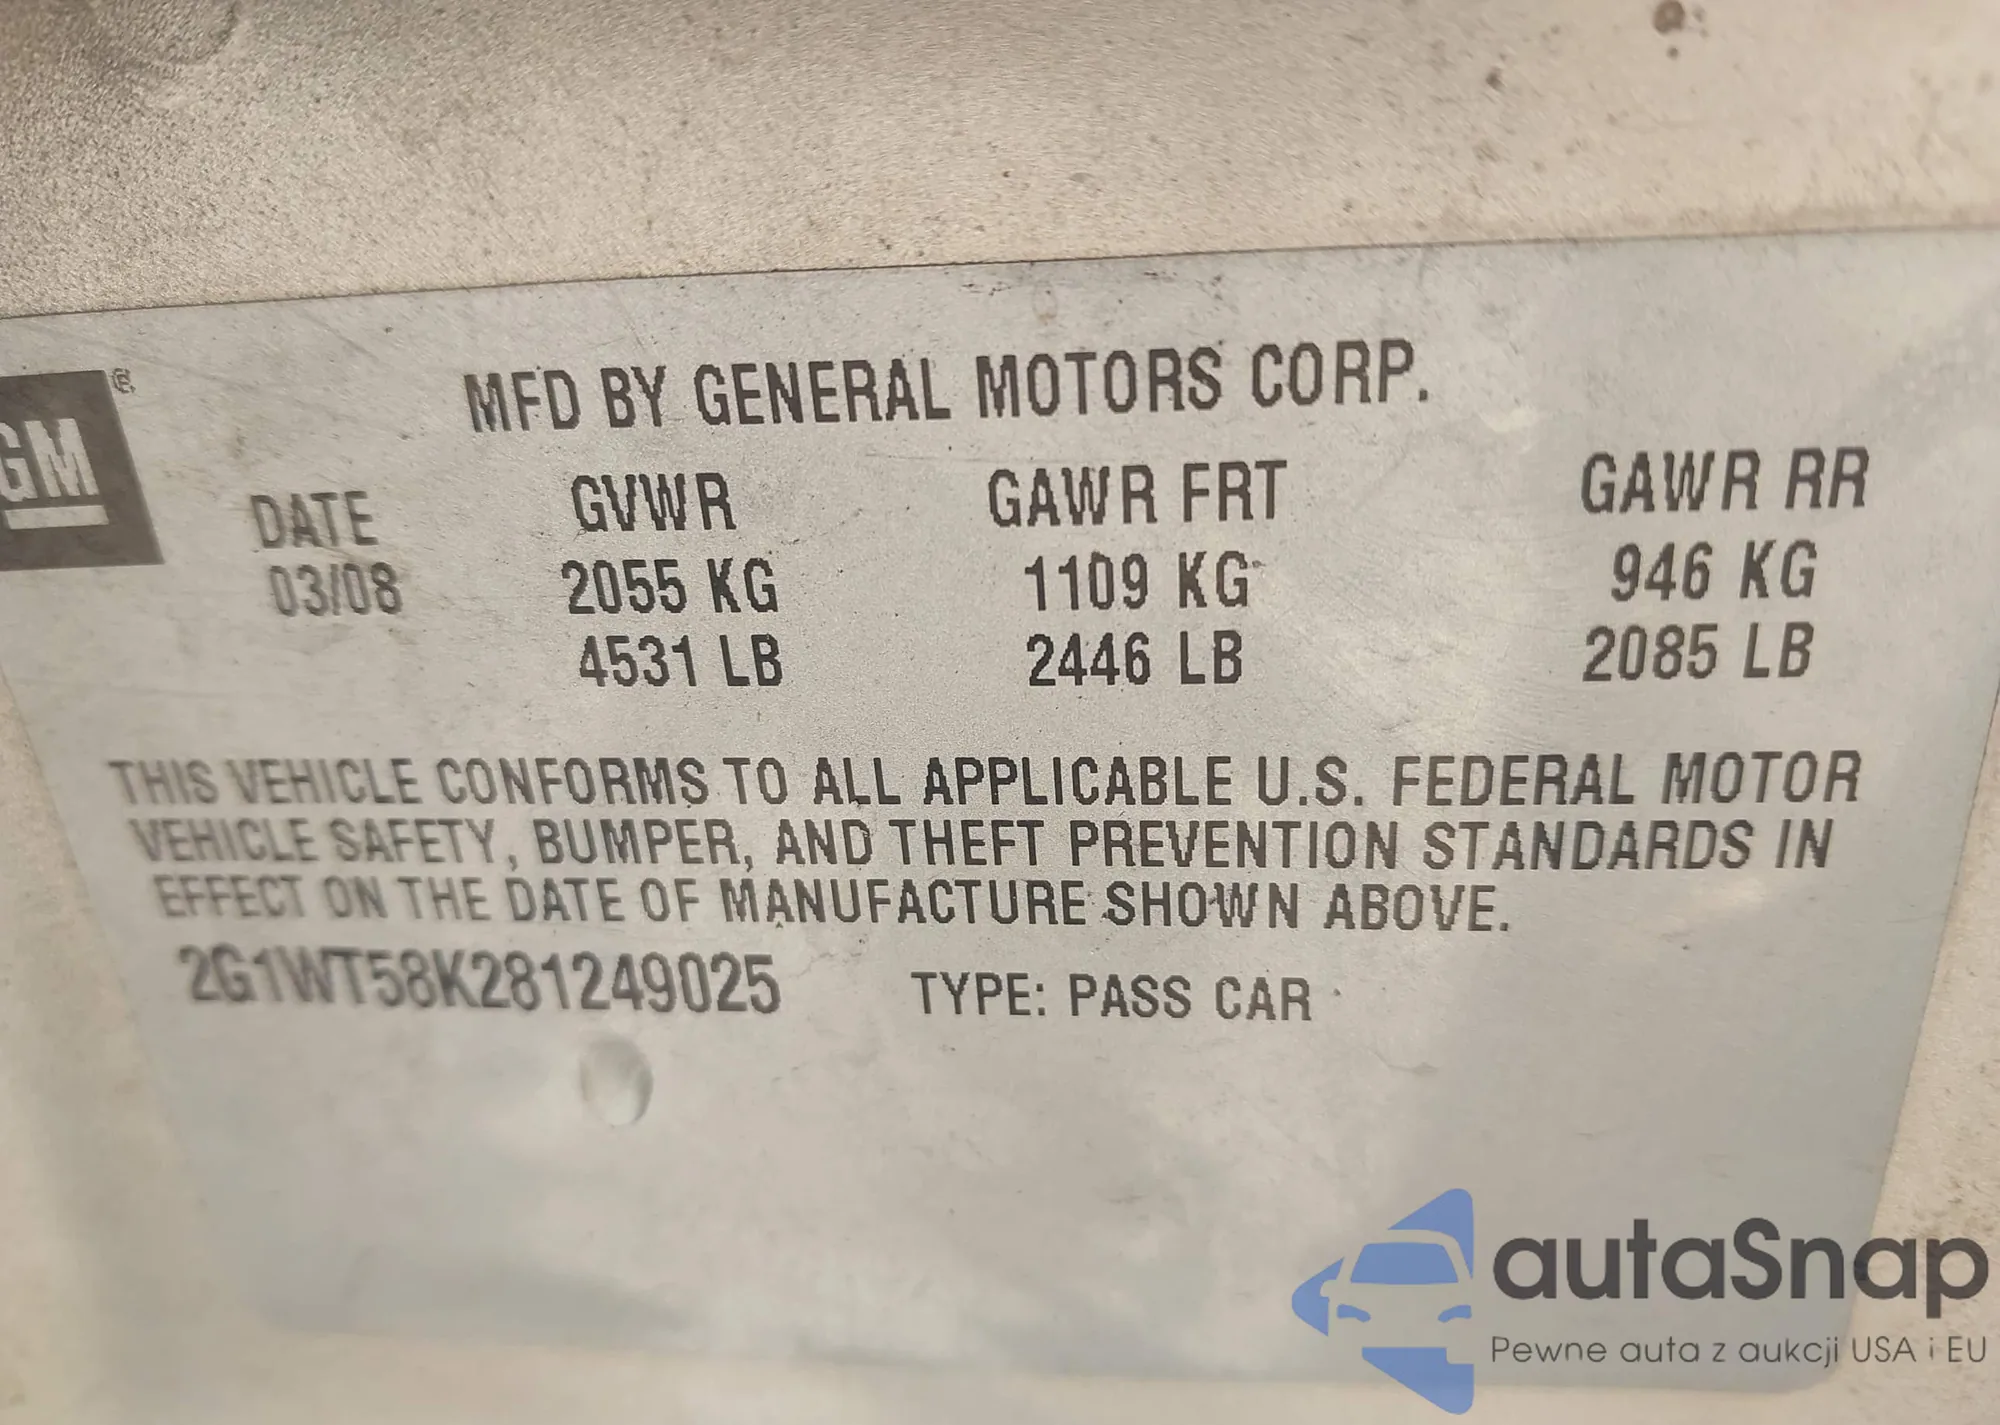 GM®
MFD BY GENERAL MOTORS CORP.
DATE GVWR GAWR FRT GAWR RR
03/08 2055 KG 1109 KG 946 KG
4531 LB 2446 LB 2085 LB
THIS VEHICLE CONFORMS TO ALL APPLICABLE U.S. FEDERAL MOTOR
VEHICLE SAFETY, BUMPER, AND THEFT PREVENTION STANDARDS IN
EFFECT ON THE DATE OF MANUFACTURE SHOWN ABOVE.
2G1WT58K281249025 TYPE: PASS CAR
autaSnap
Pewne auta z aukcji USA i EU